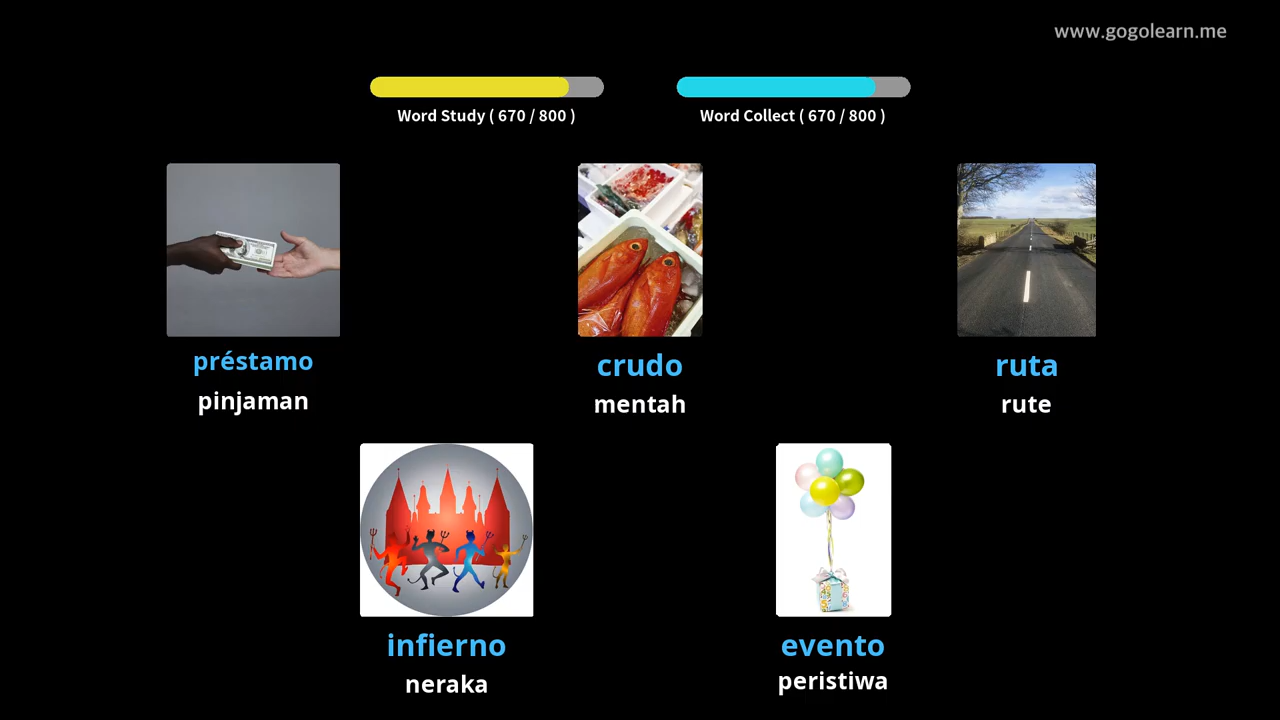 www.gogolearn.me
Word Study ( 670 / 800 )
Word Collect ( 670 / 800 )
préstamo
pinjaman
crudo
mentah
ruta
rute
infierno
neraka
evento
peristiwa